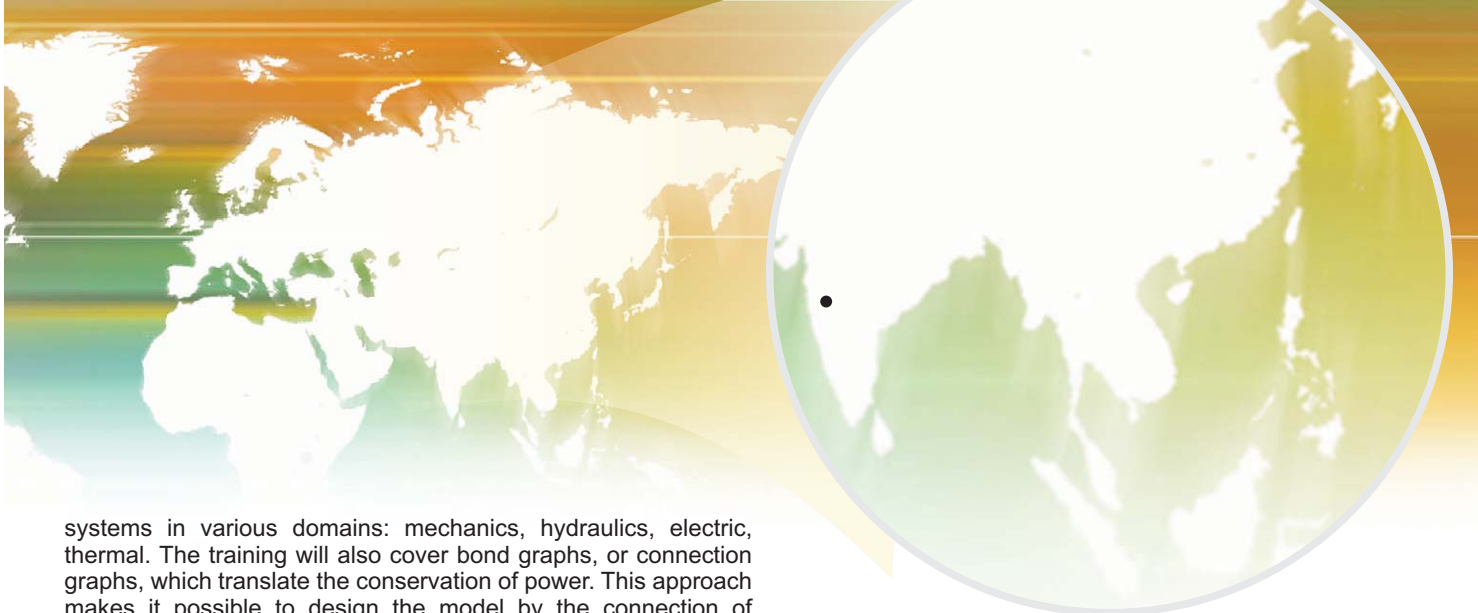 systems in various domains: mechanics, hydraulics, electric,
thermal. The training will also cover bond graphs, or connection
graphs, which translate the conservation of power. This approach
makes it possible to design the model by the connection of